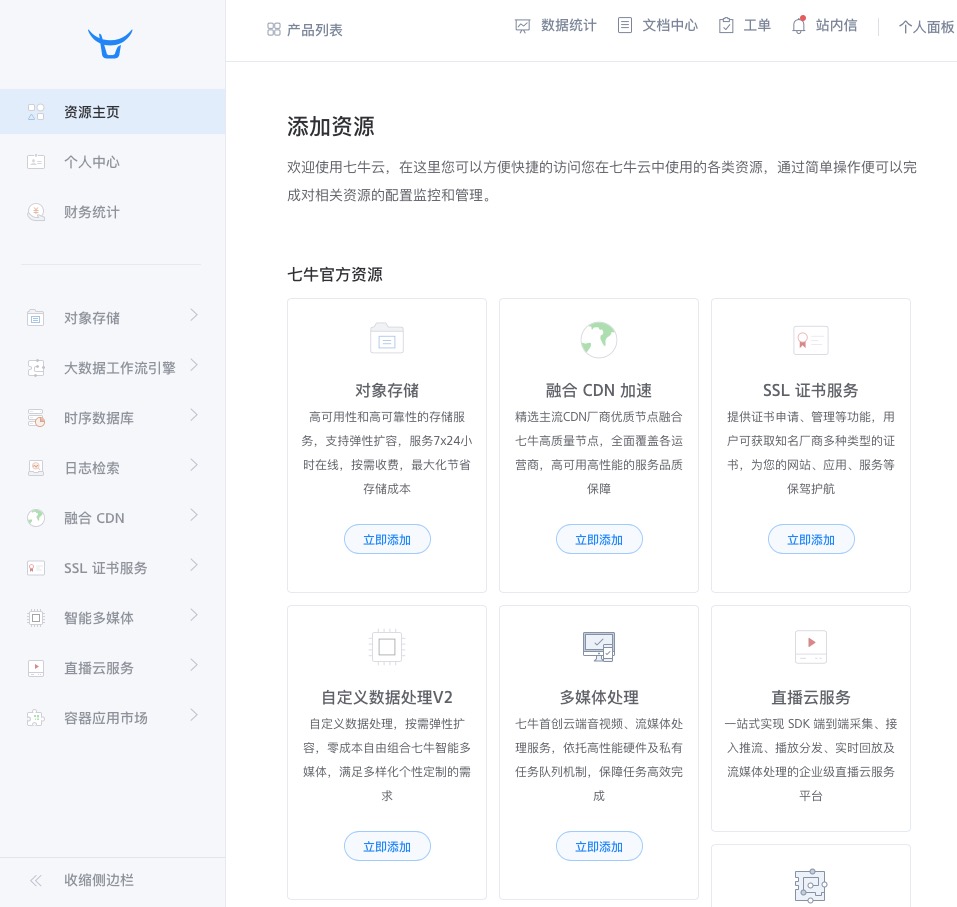 产品列表
数据统计
文档中心
工单
站内信
个人面板
资源主页
个人中心
财务统计
对象存储
大数据工作流引擎
时序数据库
日志检索
融合 CDN
SSL 证书服务
智能多媒体
直播云服务
容器应用市场
收缩侧边栏
添加资源
欢迎使用七牛云，在这里您可以方便快捷的访问您在七牛云中使用的各类资源，通过简单操作便可以完
成对相关资源的配置监控和管理。
七牛官方资源
对象存储
高可用性和高可靠性的存储服
务，支持弹性扩容，服务7x24小
时在线，按需收费，最大化节省
存储成本
立即添加
融合 CDN 加速
精选主流CDN厂商优质节点融合
七牛高质量节点，全面覆盖各运
营商，高可用高性能的服务品质
保障
立即添加
SSL 证书服务
提供证书申请、管理等功能，用
户可获取知名厂商多种类型的证
书，为您的网站、应用、服务等
保驾护航
立即添加
自定义数据处理V2
自定义数据处理，按需弹性扩
容，零成本自由组合七牛智能多
媒体，满足多样化个性定制的需
求
立即添加
多媒体处理
七牛首创云端音视频、流媒体处
理服务，依托高性能硬件及私有
任务队列机制，保障任务高效完
成
立即添加
直播云服务
一站式实现 SDK 端到端采集、接
入推流、播放分发、实时回放及
流媒体处理的企业级直播云服务
平台